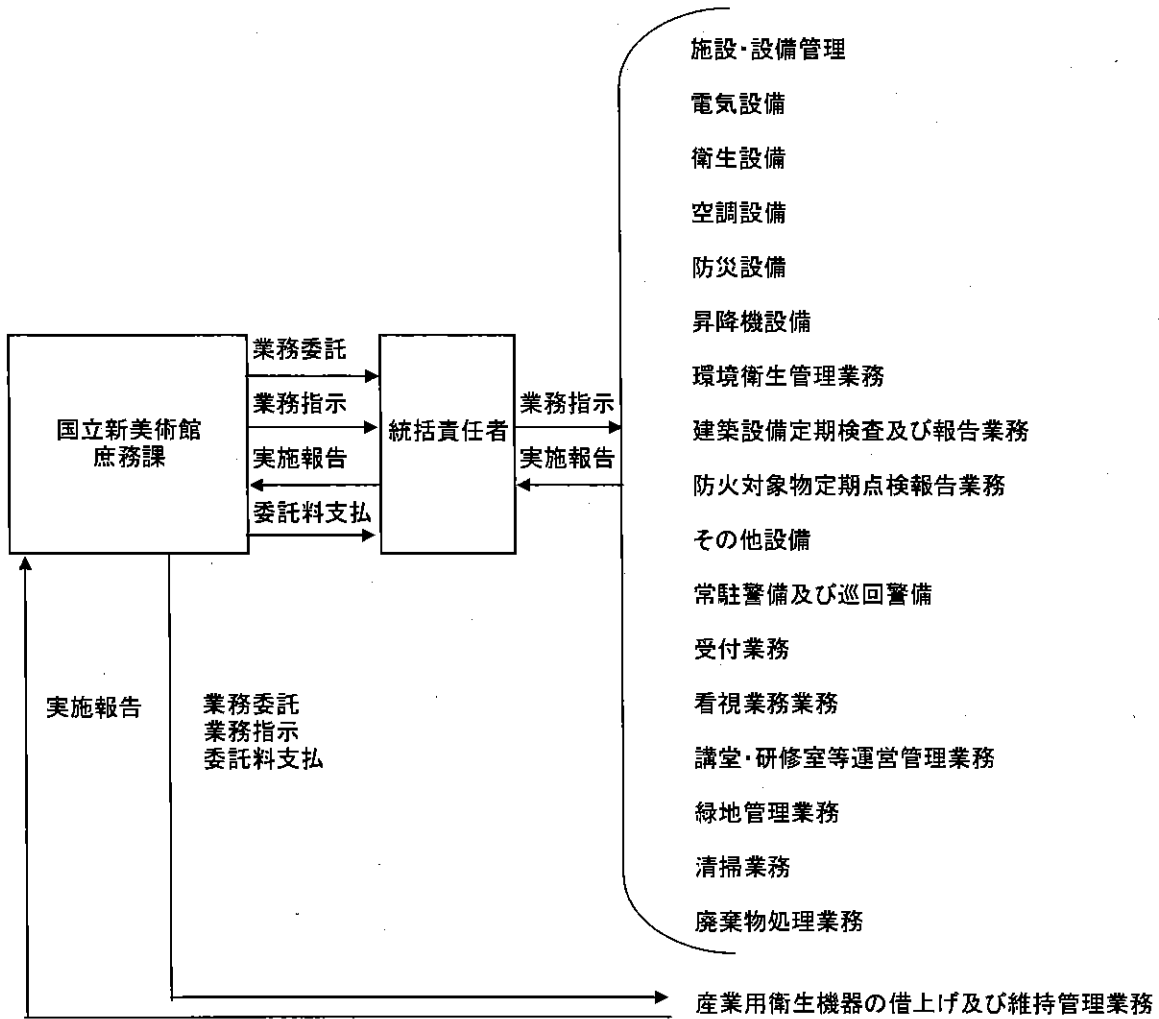 国立新美術館
庶務課
業務委託
業務指示
実施報告
委託料支払
統括責任者
業務指示
実施報告
施設・設備管理
電気設備
衛生設備
空調設備
防災設備
昇降機設備
環境衛生管理業務
建築設備定期検査及び報告業務
防火対象物定期点検報告業務
その他設備
常駐警備及び巡回警備
受付業務
看視業務業務
講堂・研修室等運営管理業務
緑地管理業務
清掃業務
廃棄物処理業務
実施報告
業務委託
業務指示
委託料支払
産業用衛生機器の借上げ及び維持管理業務